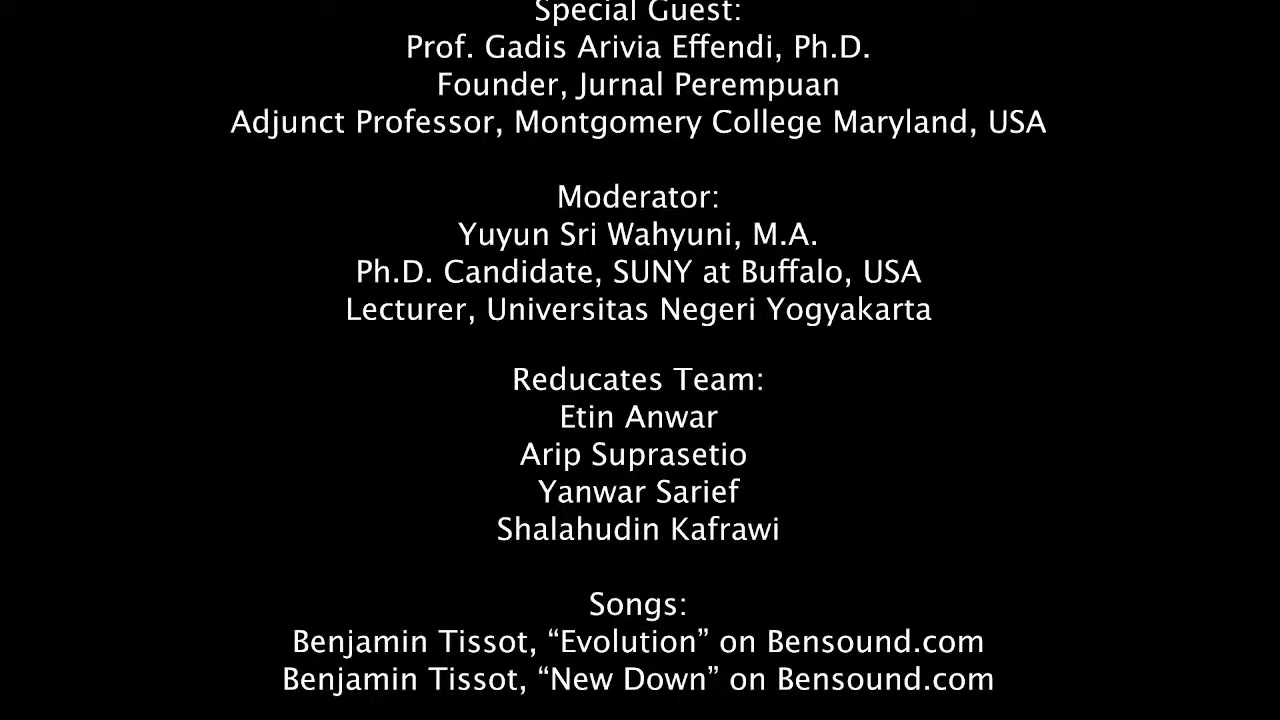 Special Guest:
Prof. Gadis Arivia Effendi, Ph.D.
Founder, Jurnal Perempuan
Adjunct Professor, Montgomery College Maryland, USA
Moderator:
Yuyun Sri Wahyuni, M.A.
Ph.D. Candidate, SUNY at Buffalo, USA
Lecturer, Universitas Negeri Yogyakarta
Reducates Team:
Etin Anwar
Arip Suprasetio
Yanwar Sarief
Shalahudin Kafrawi
Songs:
Benjamin Tissot, “Evolution” on Bensound.com
Benjamin Tissot, “New Down” on Bensound.com